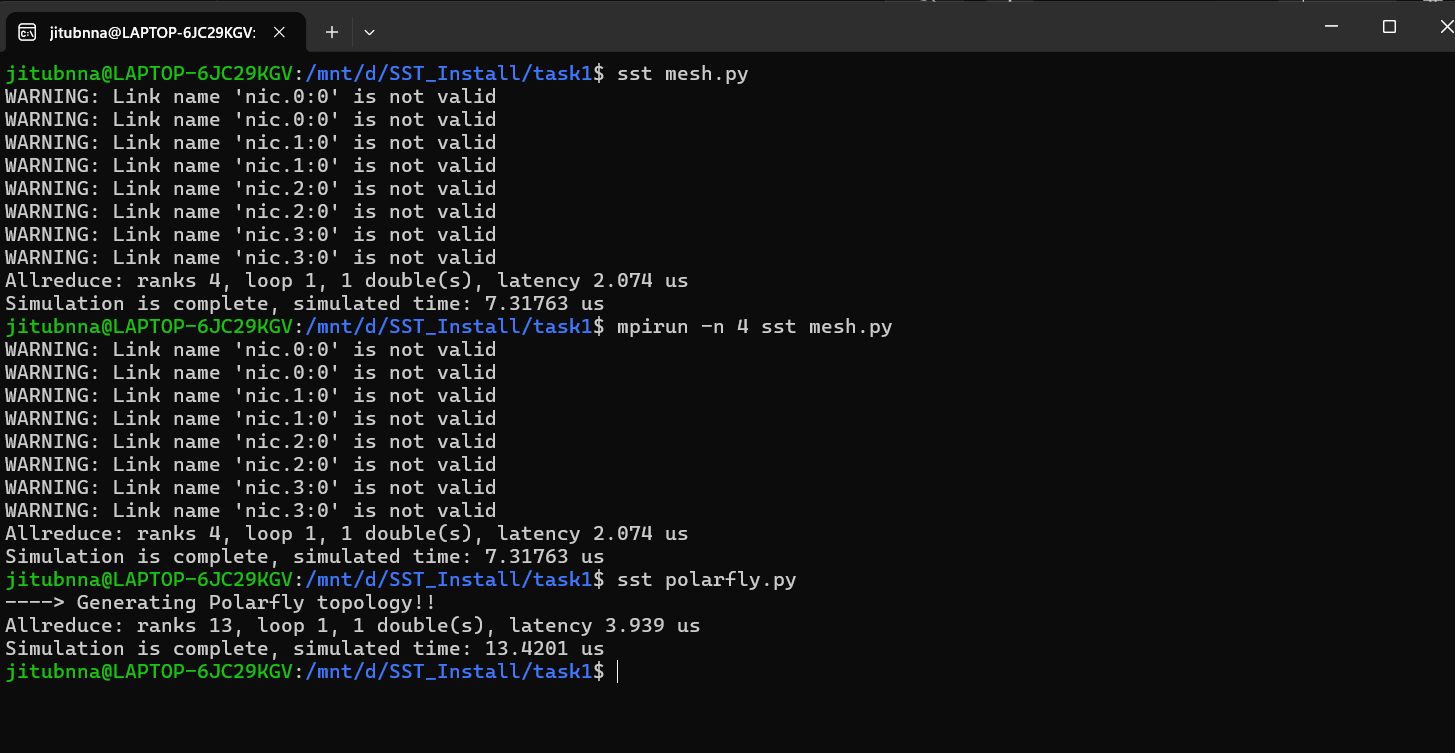 jitubnna@LAPTOP-6JC29KGV:
jitubnna@LAPTOP-6JC29KGV:/mnt/d/SST_Install/task1$ sst mesh.py
WARNING: Link name 'nic.0:0' is not valid
WARNING: Link name 'nic.0:0' is not valid
WARNING: Link name 'nic.1:0' is not valid
WARNING: Link name 'nic.1:0' is not valid
WARNING: Link name 'nic.2:0' is not valid
WARNING: Link name 'nic.2:0' is not valid
WARNING: Link name 'nic.3:0' is not valid
WARNING: Link name 'nic.3:0' is not valid
Allreduce: ranks 4, loop 1, 1 double(s), latency 2.074 us
Simulation is complete, simulated time: 7.31763 us
jitubnna@LAPTOP-6JC29KGV:/mnt/d/SST_Install/task1$ mpirun -n 4 sst mesh.py
WARNING: Link name 'nic.0:0' is not valid
WARNING: Link name 'nic.0:0' is not valid
WARNING: Link name 'nic.1:0' is not valid
WARNING: Link name 'nic.1:0' is not valid
WARNING: Link name 'nic.2:0' is not valid
WARNING: Link name 'nic.2:0' is not valid
WARNING: Link name 'nic.3:0' is not valid
WARNING: Link name 'nic.3:0' is not valid
Allreduce: ranks 4, loop 1, 1 double(s), latency 2.074 us
Simulation is complete, simulated time: 7.31763 us
jitubnna@LAPTOP-6JC29KGV:/mnt/d/SST_Install/task1$ sst polarfly.py
----> Generating Polarfly topology!!
Allreduce: ranks 13, loop 1, 1 double(s), latency 3.939 us
Simulation is complete, simulated time: 13.4201 us
jitubnna@LAPTOP-6JC29KGV:/mnt/d/SST_Install/task1$